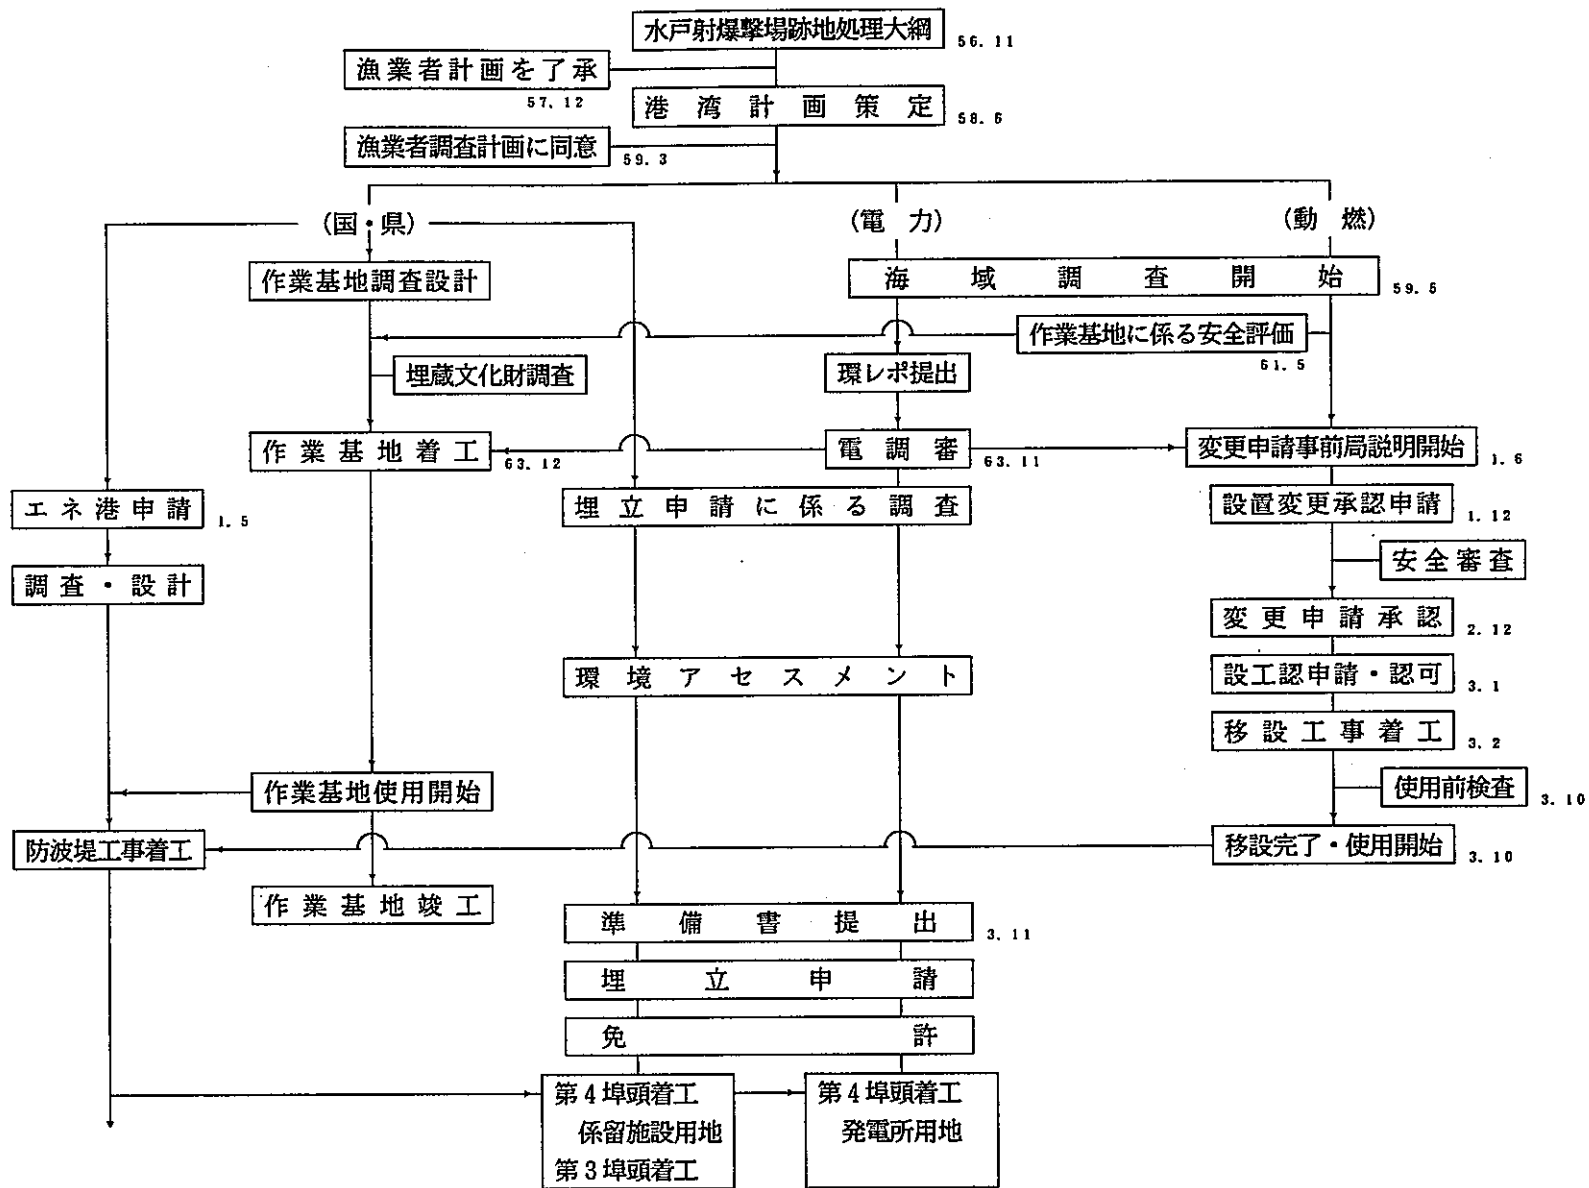 水戸射爆撃場跡地処理大綱 56.11
漁業者計画を了承
57.12
港湾計画策定 58.6
漁業者調査計画に同意 59.3
(国・県) (電力) (動燃)
作業基地調査設計
海域調査開始 59.5
作業基地に係る安全評価
61.5
埋蔵文化財調査
環レポ提出
作業基地着工 63.12
電調審 63.11
変更申請事前局説明開始 1.6
エネ港申請 1.5
埋立申請に係る調査
設置変更承認申請 1.12
安全審査
調査・設計
変更申請承認 2.12
環境アセスメント
設工認申請・認可 3.1
移設工事着工 3.2
作業基地使用開始
使用前検査 3.10
防波堤工事着工
移設完了・使用開始 3.10
作業基地竣工
準備書提出 3.11
埋立申請
免許
第4埠頭着工
係留施設用地
第3埠頭着工
第4埠頭着工
発電所用地